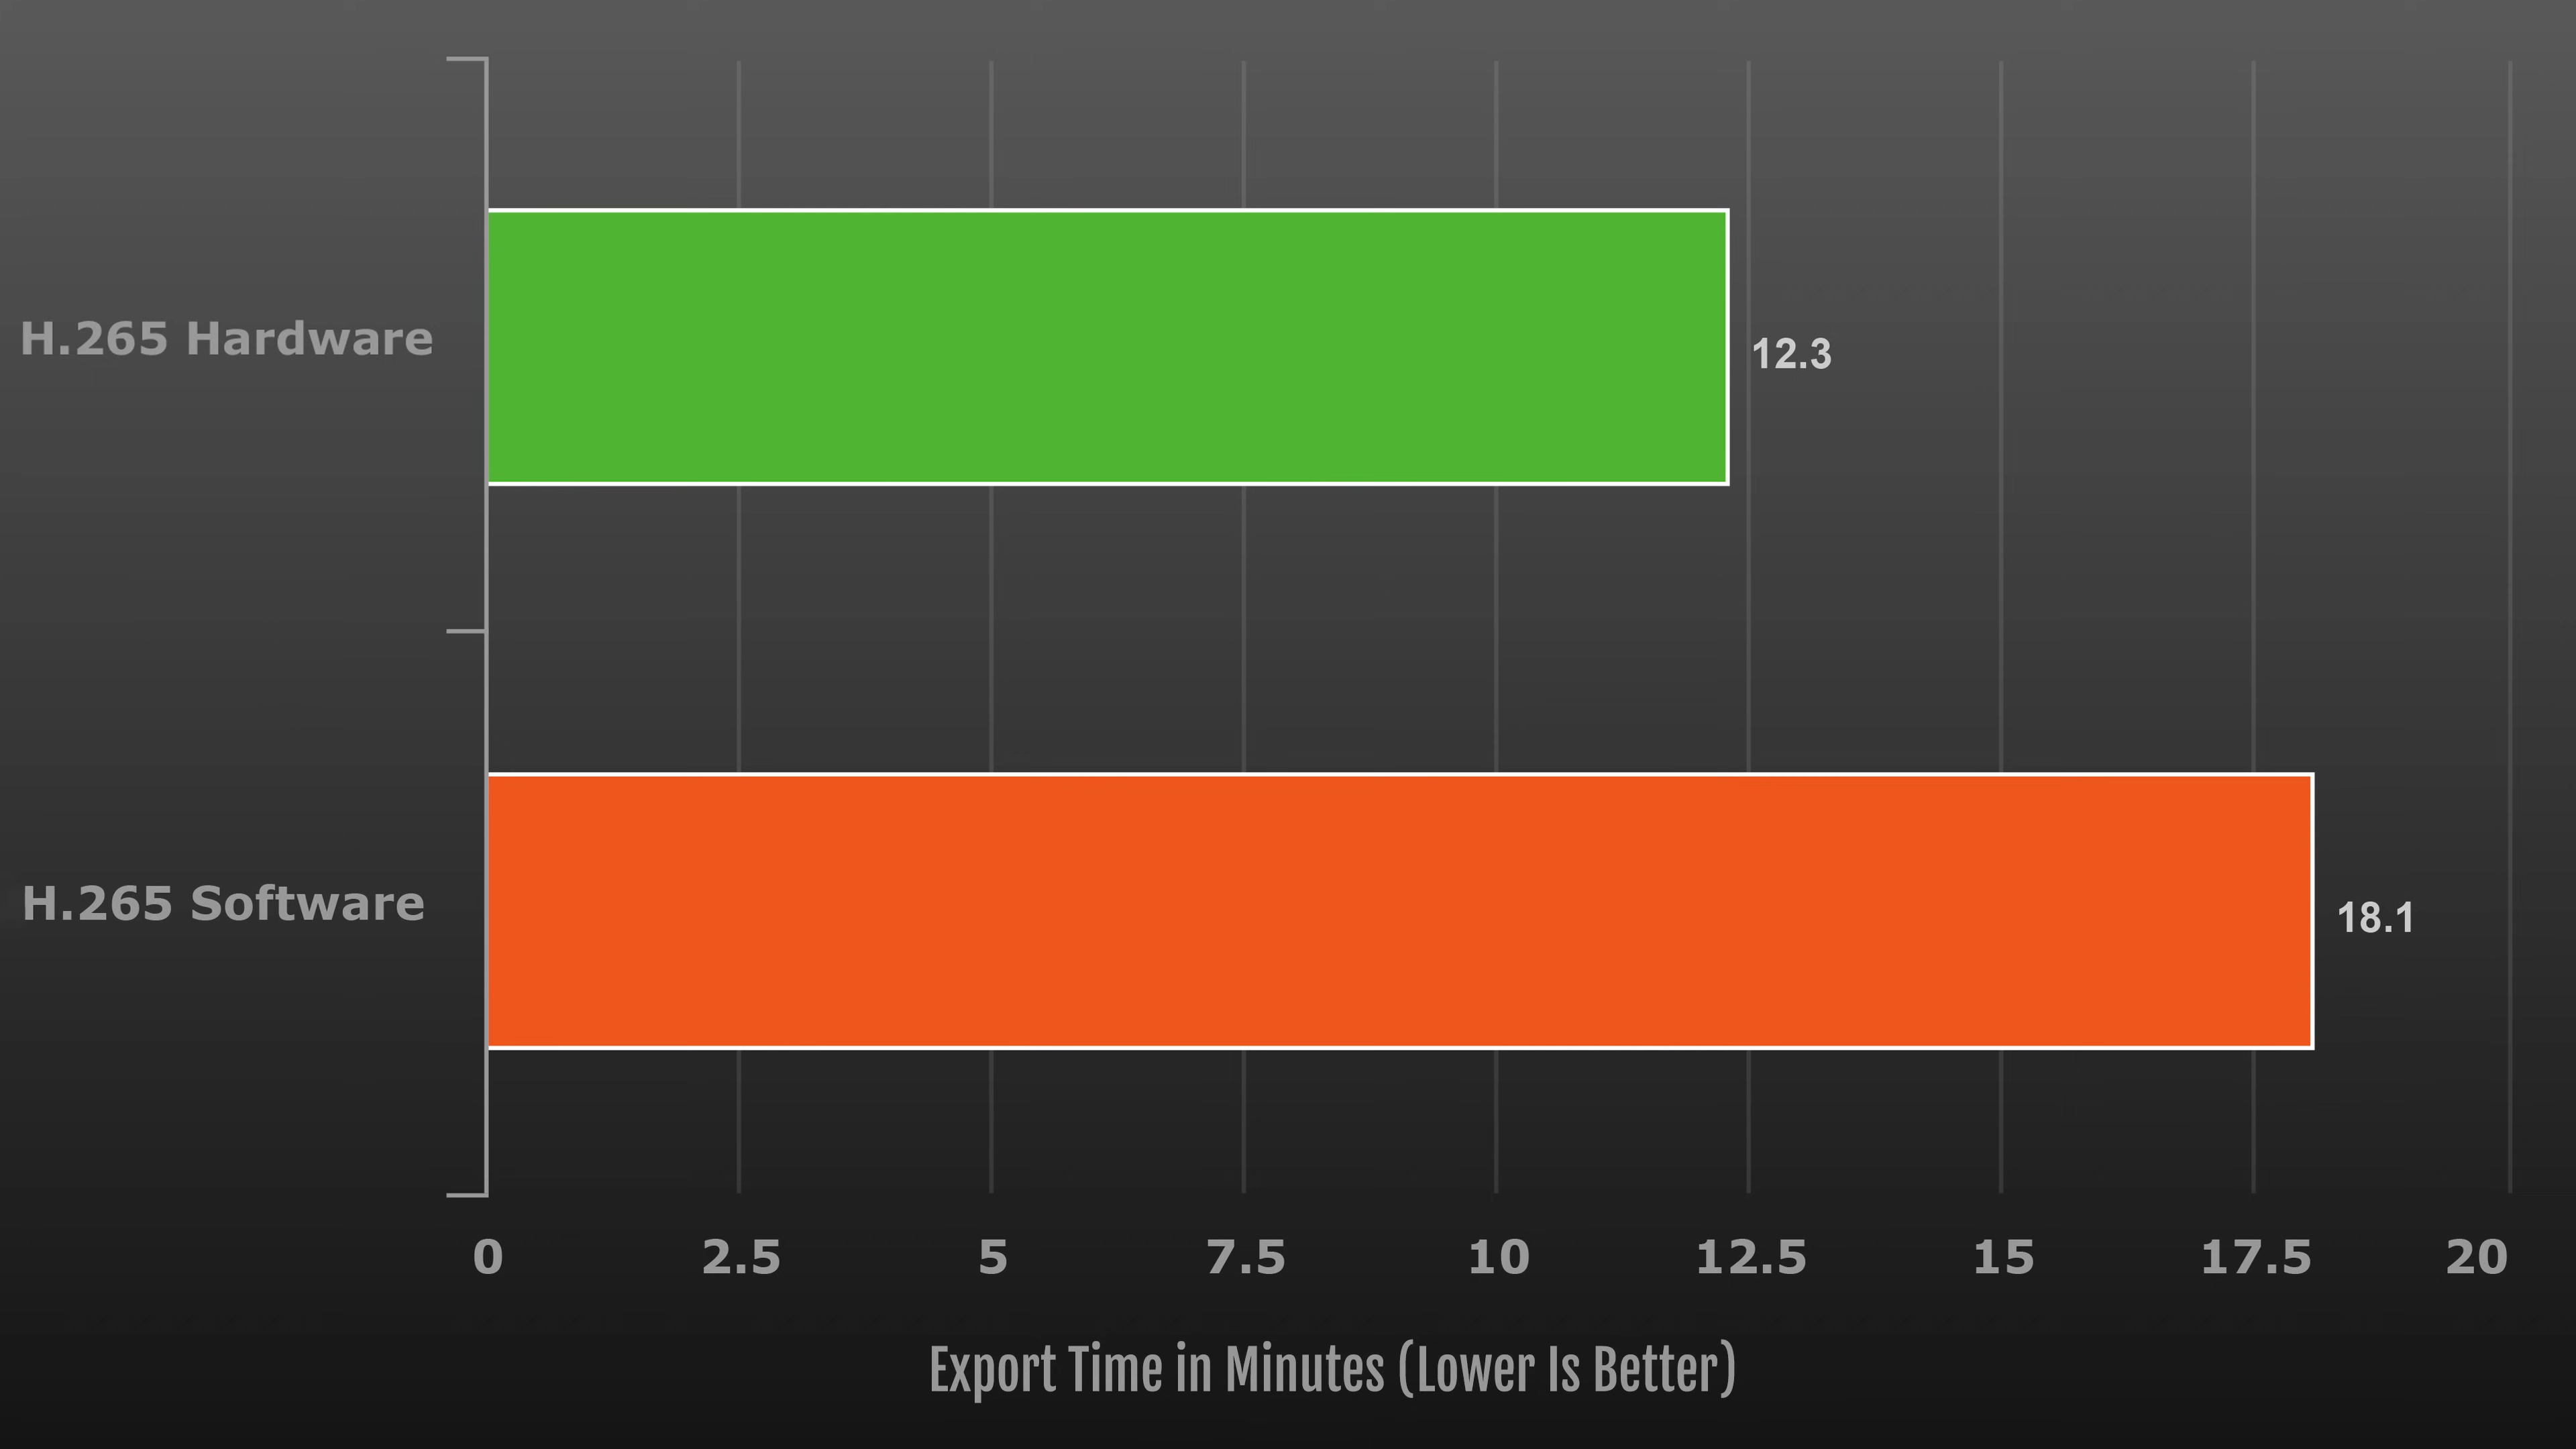 H.265 Hardware
12.3
H.265 Software
18.1
0 2.5 5 7.5 10 12.5 15 17.5 20
Export Time in Minutes (Lower Is Better)